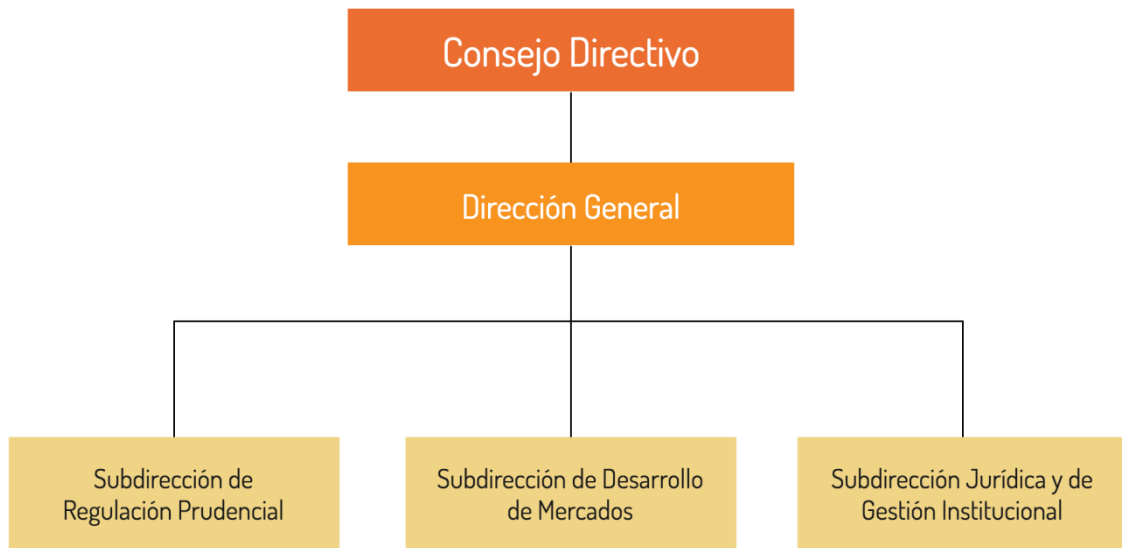 Consejo Directivo
Dirección General
Subdirección de
Regulación Prudencial
Subdirección de Desarrollo
de Mercados
Subdirección Jurídica y de
Gestión Institucional